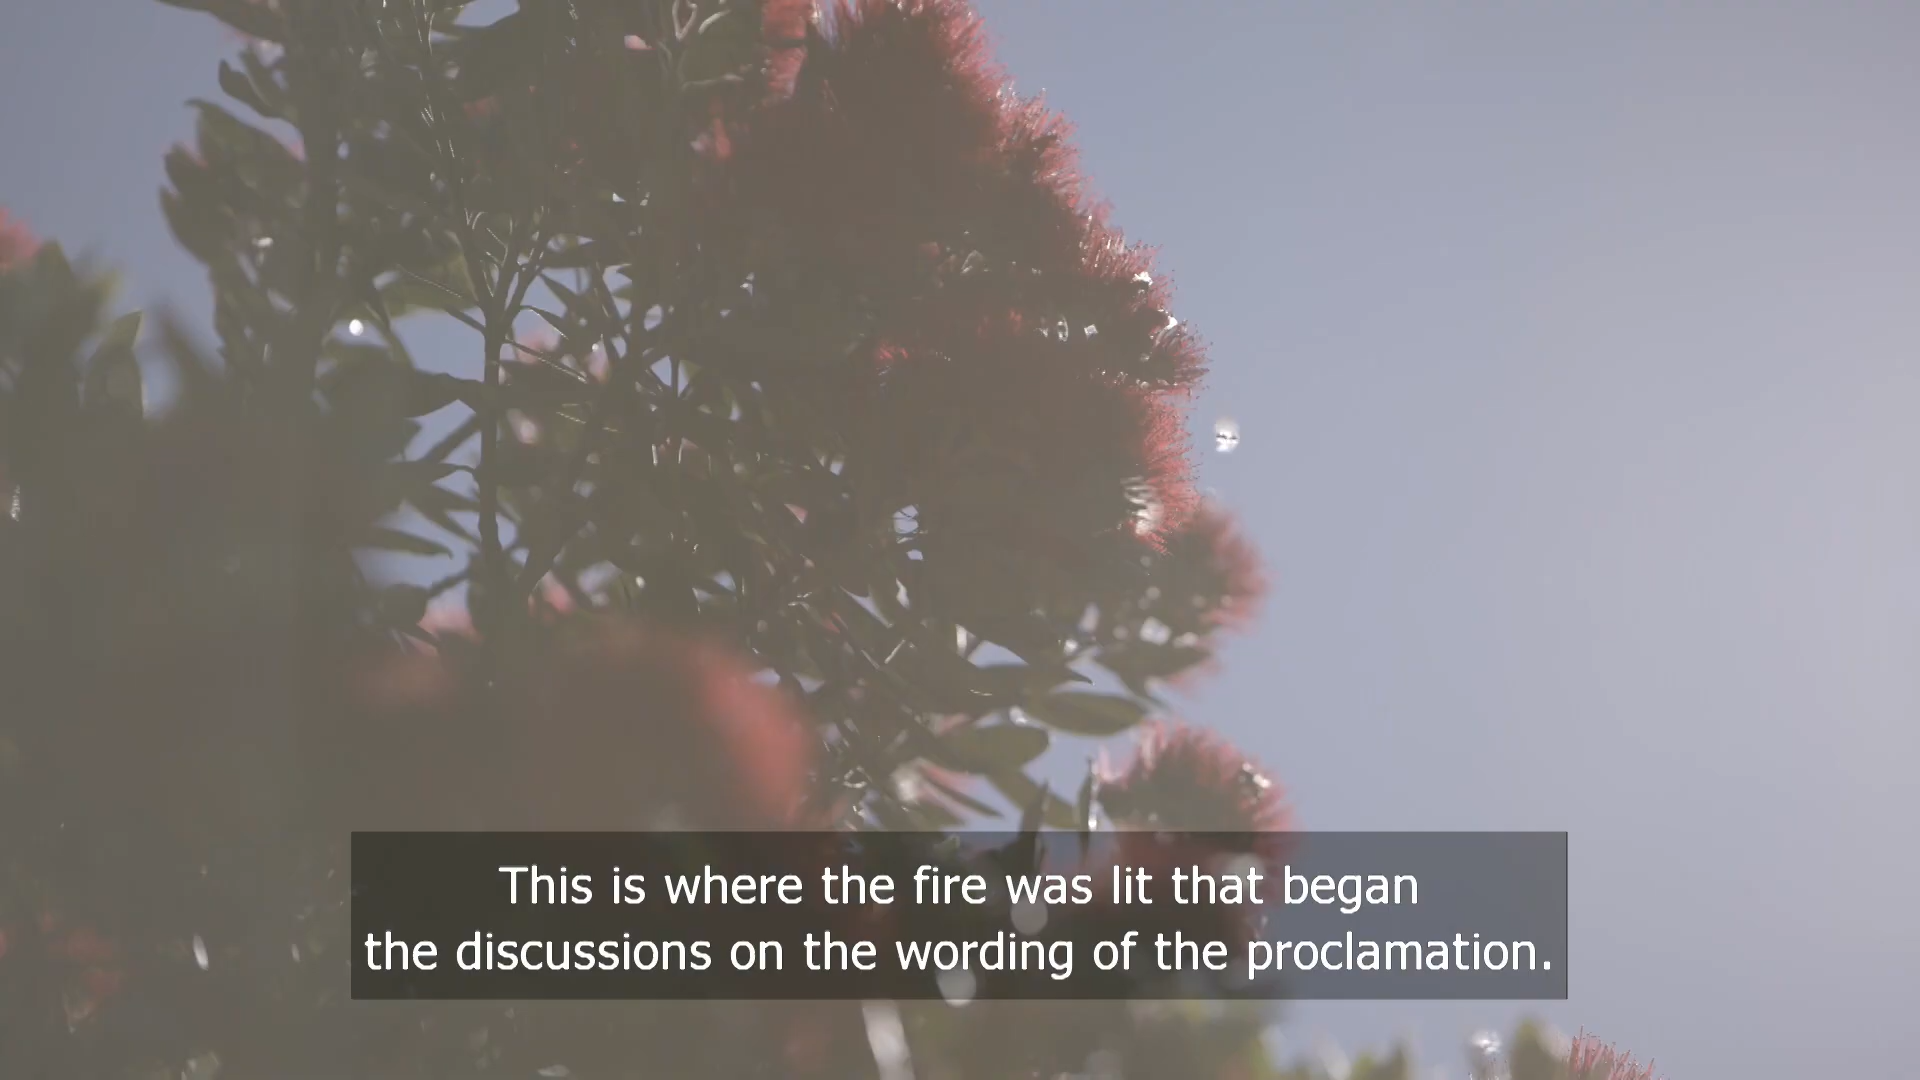 This is where the fire was lit that began
the discussions on the wording of the proclamation.